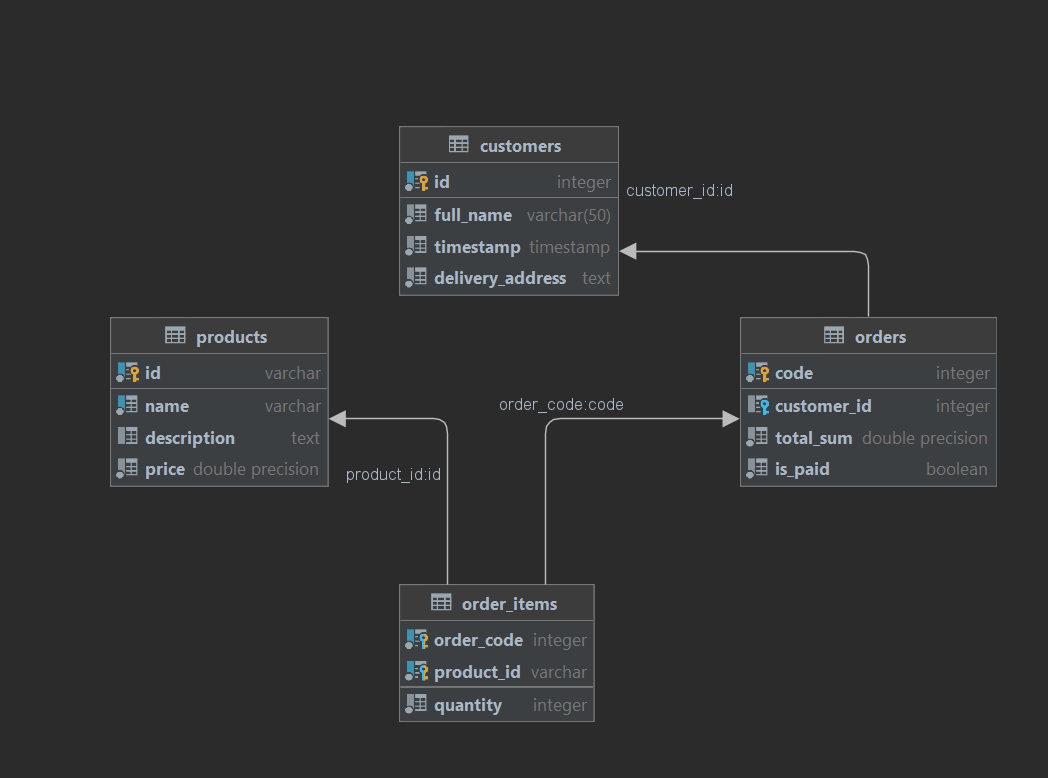 customers
id integer
full_name varchar(50)
timestamp timestamp
delivery_address text
customer_id:id
products
id varchar
name varchar
description text
price double precision
orders
code integer
customer_id integer
total_sum double precision
is_paid boolean
order_code:code
product_id:id
order_items
order_code integer
product_id varchar
quantity integer